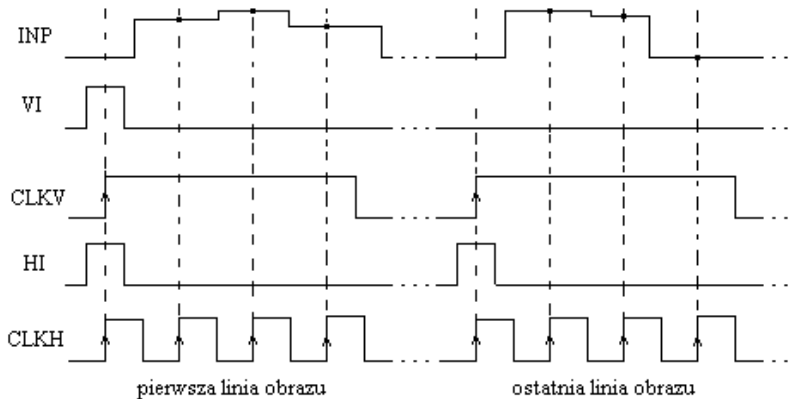 INP
VI
CLKV
HI
CLKH
pierwsza linia obrazu
ostatnia linia obrazu